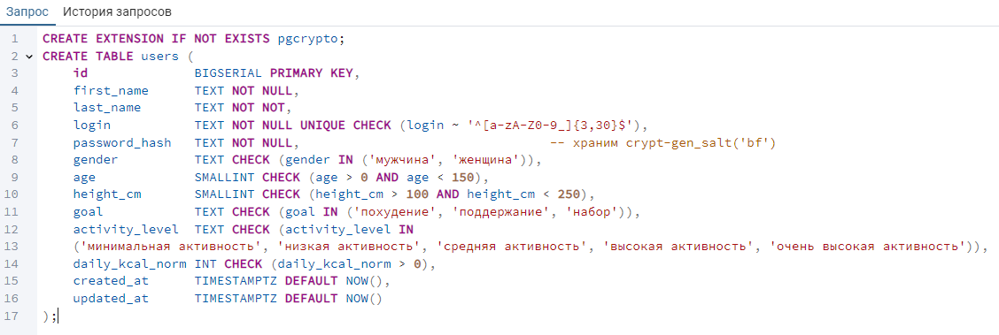 Запрос История запросов
1 CREATE EXTENSION IF NOT EXISTS pgcrypto;
2 CREATE TABLE users (
3 id BIGSERIAL PRIMARY KEY,
4 first_name TEXT NOT NULL,
5 last_name TEXT NOT NOT,
6 login TEXT NOT NULL UNIQUE CHECK (login ~ '^[a-zA-Z0-9_]{3,30}$'),
7 password_hash TEXT NOT NULL, -- храним crypt-gen_salt('bf')
8 gender TEXT CHECK (gender IN ('мужчина', 'женщина')),
9 age SMALLINT CHECK (age > 0 AND age < 150),
10 height_cm SMALLINT CHECK (height_cm > 100 AND height_cm < 250),
11 goal TEXT CHECK (goal IN ('похудение', 'поддержание', 'набор')),
12 activity_level TEXT CHECK (activity_level IN
13 ('минимальная активность', 'низкая активность', 'средняя активность', 'высокая активность', 'очень высокая активность')),
14 daily_kcal_norm INT CHECK (daily_kcal_norm > 0),
15 created_at TIMESTAMPTZ DEFAULT NOW(),
16 updated_at TIMESTAMPTZ DEFAULT NOW()
17 );